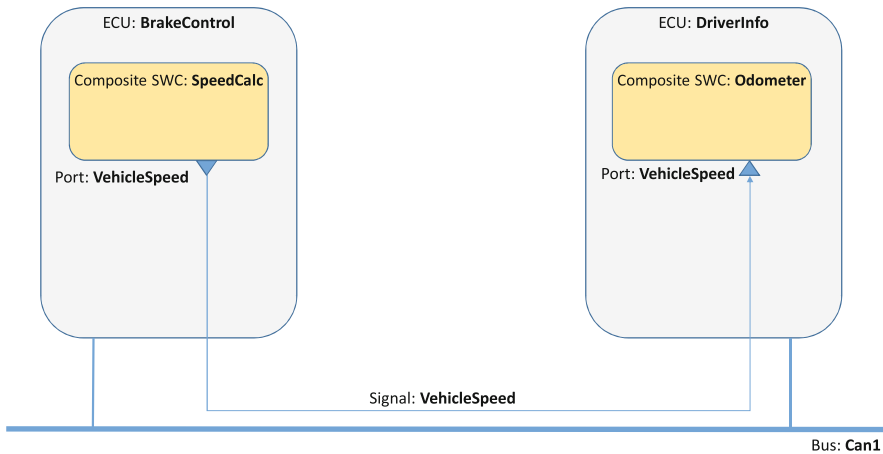 ECU: BrakeControl
ECU: DriverInfo
Composite SWC: SpeedCalc
Composite SWC: Odometer
Port: VehicleSpeed
Port: VehicleSpeed
Signal: VehicleSpeed
Bus: Can1